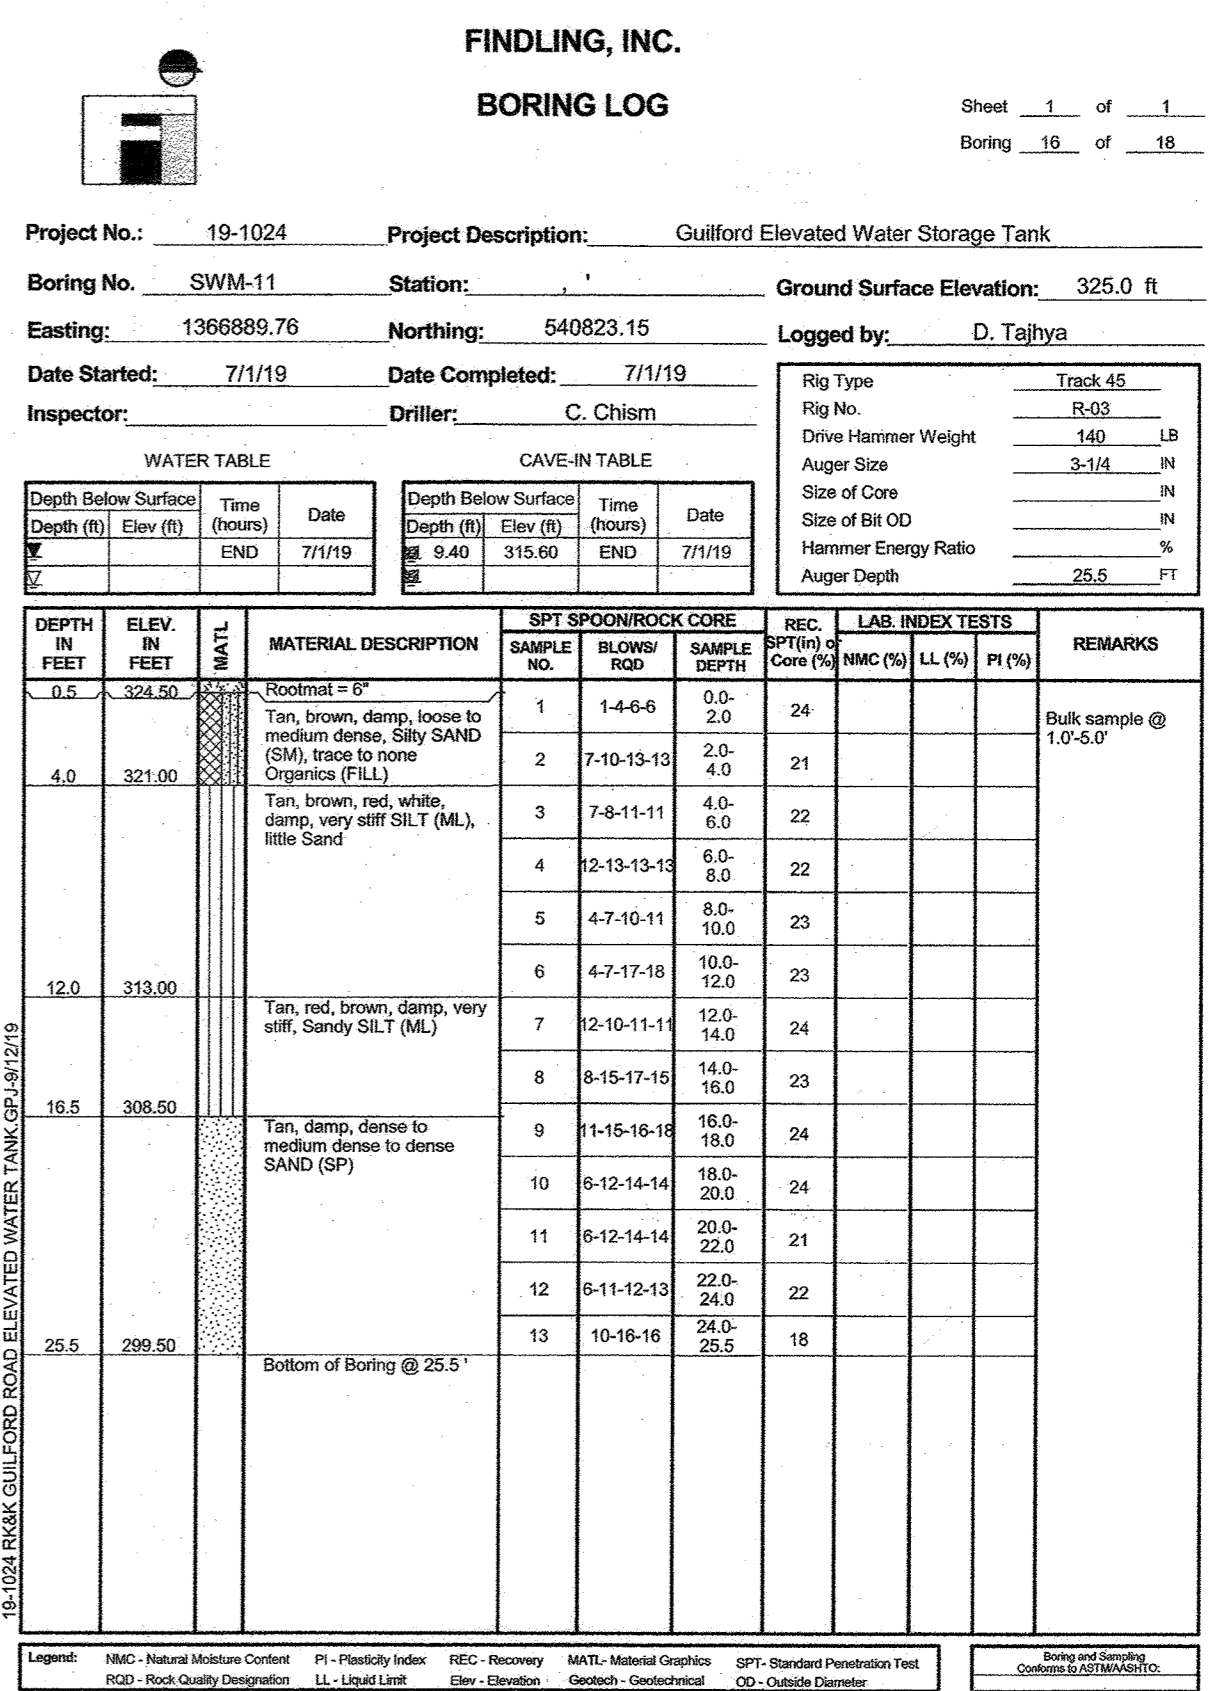 FINDLING, INC.
BORING LOG
Sheet 1 of 1
Boring 16 of 18
Project No.: 19-1024 Project Description: Guilford Elevated Water Storage Tank
Boring No. SWM-11 Station: , ' Ground Surface Elevation: 325.0 ft
Easting: 1366889.76 Northing: 540823.15 Logged by: D. Tajhya
Date Started: 7/1/19 Date Completed: 7/1/19
Inspector: Driller: C. Chism
Rig Type Track 45
Rig No. R-03
Drive Hammer Weight 140 LB
Auger Size 3-1/4 IN
Size of Core IN
Size of Bit OD IN
Hammer Energy Ratio %
Auger Depth 25.5 FT
WATER TABLE
Depth Below Surface Time (hours) Date
Depth (ft) Elev (ft)
END 7/1/19
CAVE-IN TABLE
Depth Below Surface Time (hours) Date
Depth (ft) Elev (ft)
9.40 315.60 END 7/1/19
DEPTH IN FEET ELEV. IN FEET MATL MATERIAL DESCRIPTION SPT SPOON/ROCK CORE REC. SPT(in) or Core (%) LAB. INDEX TESTS REMARKS
SAMPLE NO. BLOWS/ RQD SAMPLE DEPTH NMC (%) LL (%) PI (%)
0.5 324.50 Rootmat = 6"
Tan, brown, damp, loose to
medium dense, Silty SAND
(SM), trace to none
Organics (FILL)
4.0 321.00
Tan, brown, red, white,
damp, very stiff SILT (ML),
little Sand
12.0 313.00
Tan, red, brown, damp, very
stiff, Sandy SILT (ML)
16.5 308.50
Tan, damp, dense to
medium dense to dense
SAND (SP)
25.5 299.50
Bottom of Boring @ 25.5 '
1 1-4-6-6 0.0-2.0 24
2 7-10-13-13 2.0-4.0 21
3 7-8-11-11 4.0-6.0 22
4 12-13-13-13 6.0-8.0 22
5 4-7-10-11 8.0-10.0 23
6 4-7-17-18 10.0-12.0 23
7 12-10-11-11 12.0-14.0 24
8 8-15-17-15 14.0-16.0 23
9 11-15-16-18 16.0-18.0 24
10 6-12-14-14 18.0-20.0 24
11 6-12-14-14 20.0-22.0 21
12 6-11-12-13 22.0-24.0 22
13 10-16-16 24.0-25.5 18
Bulk sample @
1.0'-5.0'
19-1024 RK&K GUILFORD ROAD ELEVATED WATER TANK.GPJ-9/12/19
Legend: NMC - Natural Moisture Content PI - Plasticity Index REC - Recovery MATL- Material Graphics SPT- Standard Penetration Test
RQD - Rock Quality Designation LL - Liquid Limit Elev - Elevation Geotech - Geotechnical OD - Outside Diameter
Boring and Sampling
Conforms to ASTM/AASHTO: